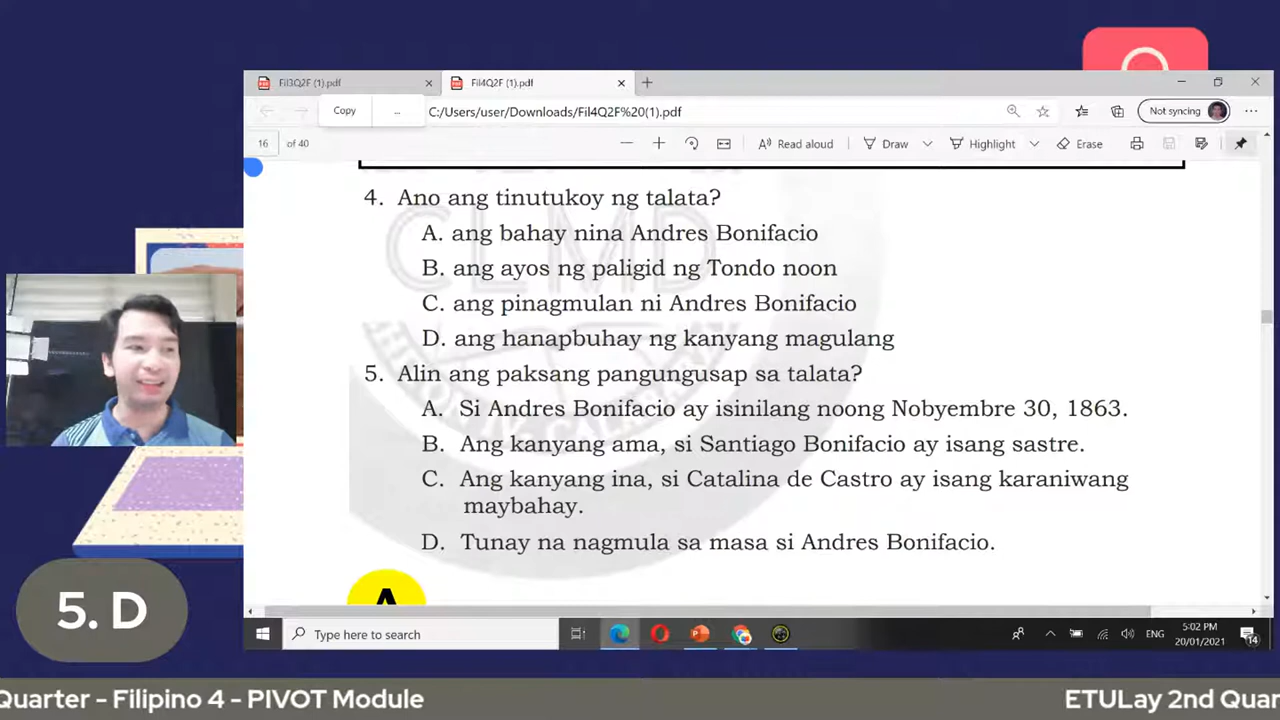 Fil3Q2F (1).pdf
Fil4Q2F (1).pdf
Copy
...
C:/Users/user/Downloads/Fil4Q2F%20(1).pdf
Not syncing
16 of 40
Read aloud
Draw
Highlight
Erase
CLMD
4. Ano ang tinutukoy ng talata?
A. ang bahay nina Andres Bonifacio
B. ang ayos ng paligid ng Tondo noon
C. ang pinagmulan ni Andres Bonifacio
D. ang hanapbuhay ng kanyang magulang
5. Alin ang paksang pangungusap sa talata?
A. Si Andres Bonifacio ay isinilang noong Nobyembre 30, 1863.
B. Ang kanyang ama, si Santiago Bonifacio ay isang sastre.
C. Ang kanyang ina, si Catalina de Castro ay isang karaniwang
maybahay.
D. Tunay na nagmula sa masa si Andres Bonifacio.
A
5. D
Type here to search
ENG
5:02 PM
20/01/2021
14
Quarter - Filipino 4 - PIVOT Module
ETULay 2nd Quar